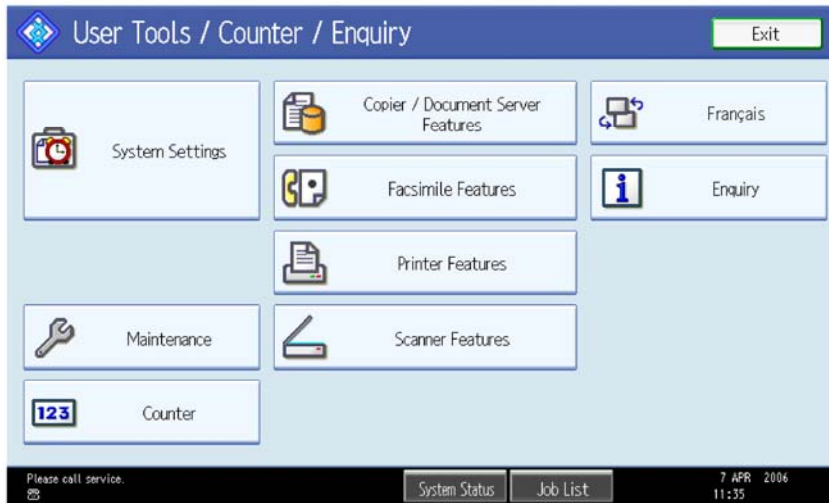 User Tools / Counter / Enquiry
Exit
System Settings
Copier / Document Server
Features
Français
Facsimile Features
Enquiry
Printer Features
Maintenance
Scanner Features
123
Counter
Please call service.
System Status
Job List
7 APR 2006
11:35